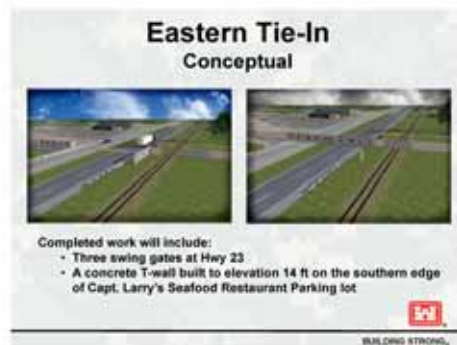 Eastern Tie-In
Conceptual
Completed work will include:
• Three swing gates at Hwy 23
• A concrete T-wall built to elevation 14 ft on the southern edge
of Capt. Larry's Seafood Restaurant Parking lot
BUILDING STRONG®